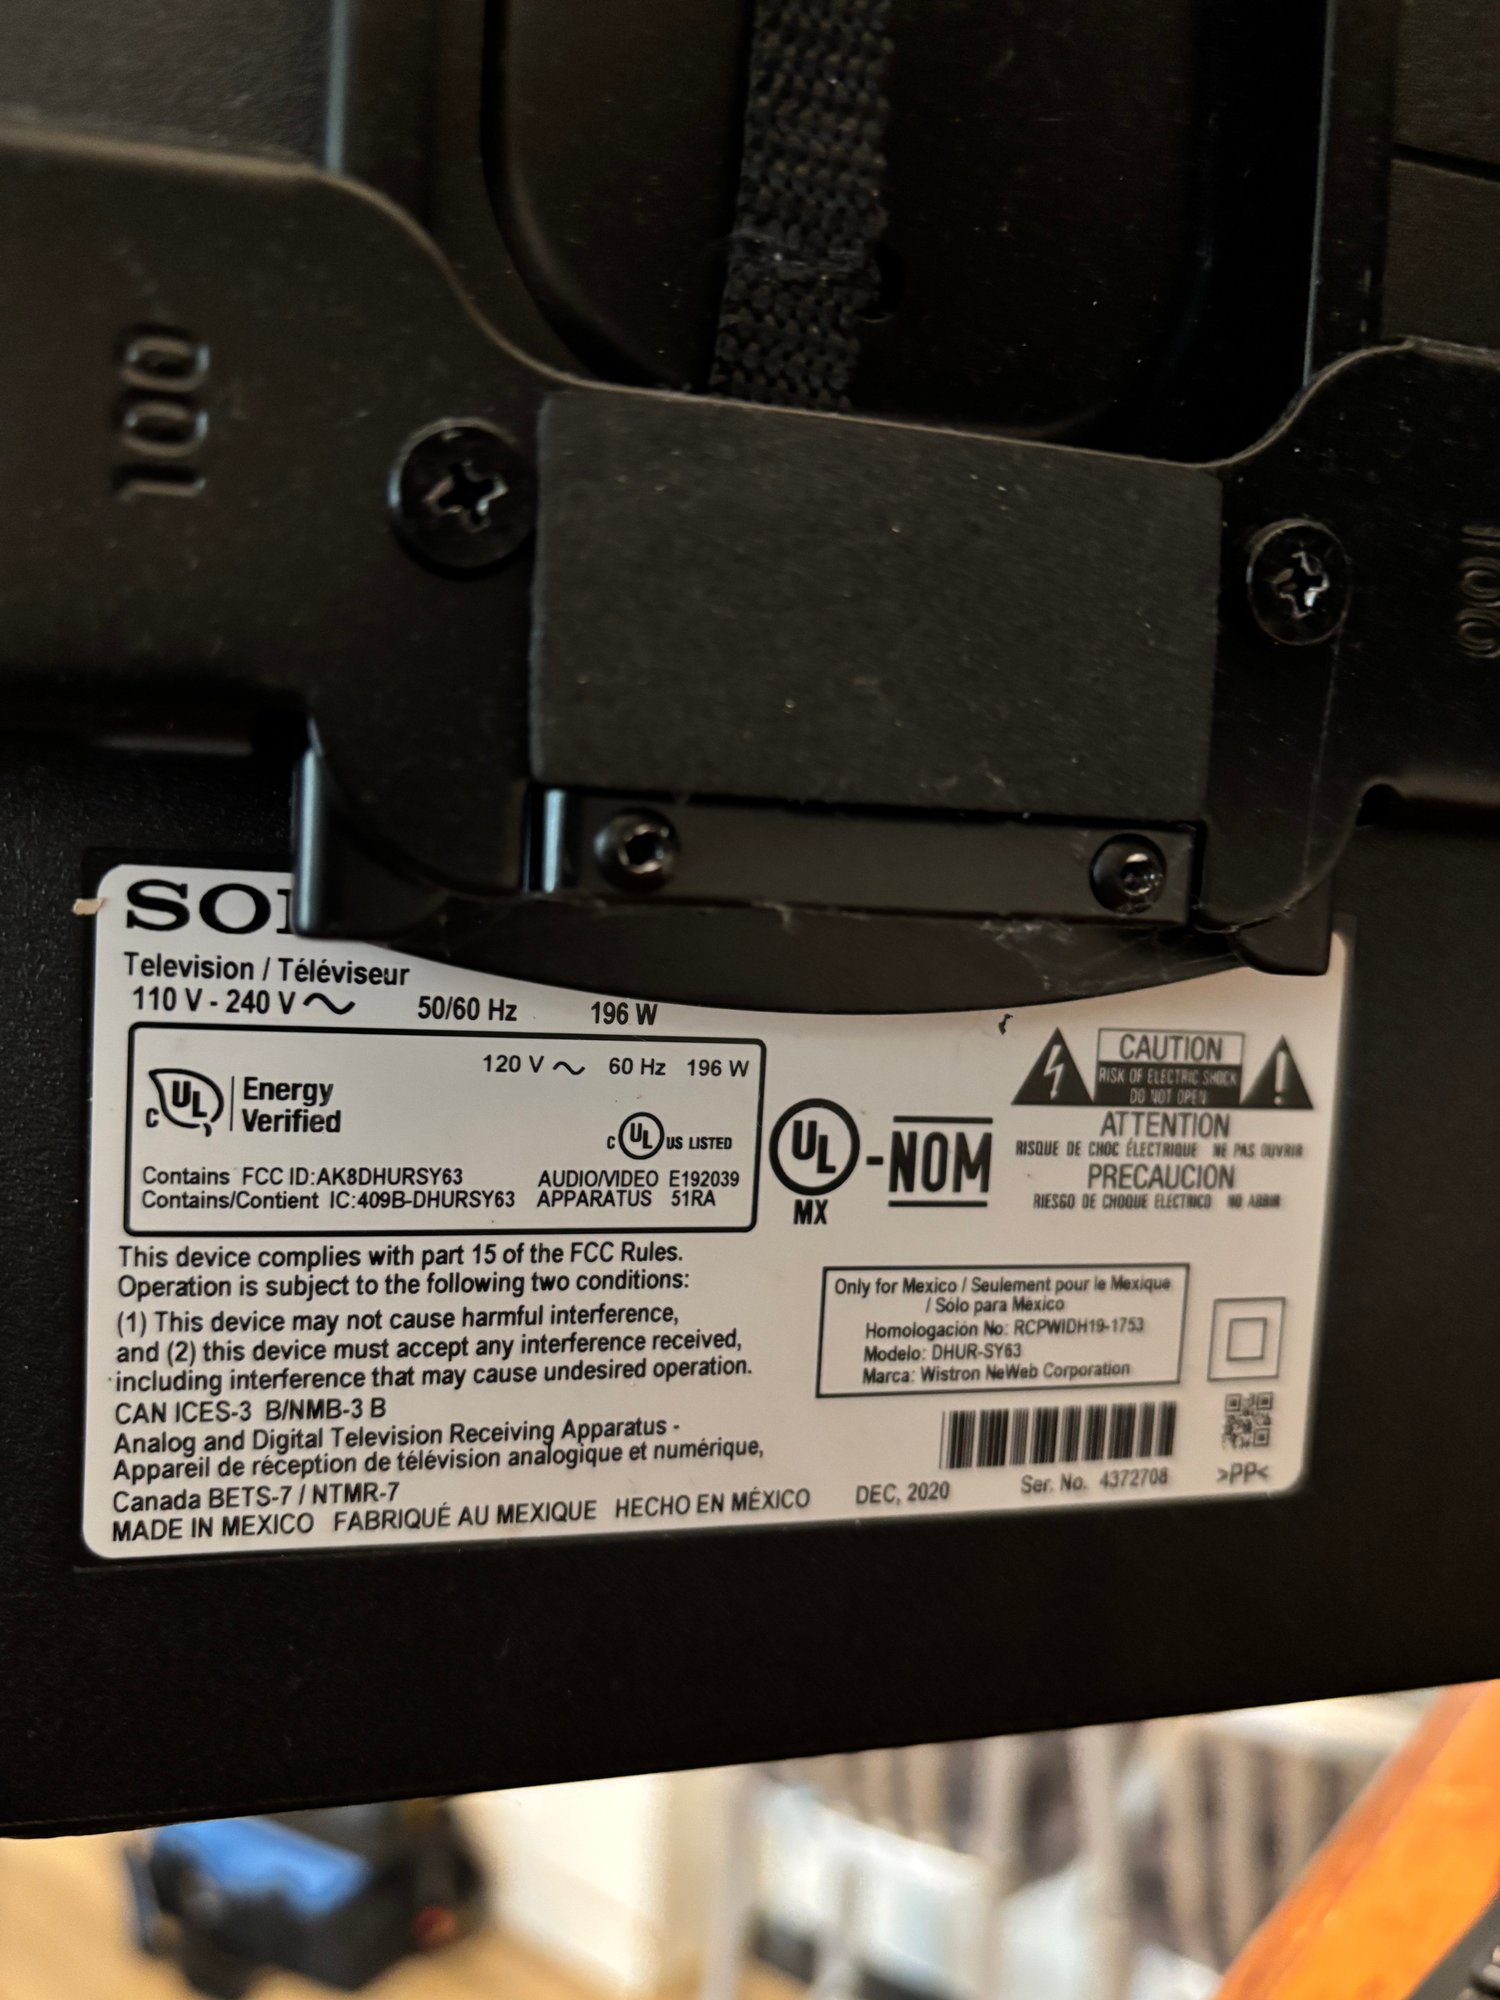 100
100
SO
Television / Téléviseur
110 V - 240 V ~ 50/60 Hz 196 W
120 V ~ 60 Hz 196 W
C UL Energy
Verified
C UL US LISTED
Contains FCC ID:AK8DHURSY63 AUDIO/VIDEO E192039
Contains/Contient IC:409B-DHURSY63 APPARATUS 51RA
UL -NOM
MX
CAUTION
RISK OF ELECTRIC SHOCK
DO NOT OPEN
ATTENTION
RISQUE DE CHOC ÉLECTRIQUE NE PAS OUVRIR
PRECAUCION
RIESGO DE CHOQUE ELECTRICO NO ABRIR
This device complies with part 15 of the FCC Rules.
Operation is subject to the following two conditions:
(1) This device may not cause harmful interference,
and (2) this device must accept any interference received,
including interference that may cause undesired operation.
CAN ICES-3 B/NMB-3 B
Analog and Digital Television Receiving Apparatus -
Appareil de réception de télévision analogique et numérique,
Canada BETS-7 / NTMR-7
MADE IN MEXICO FABRIQUÉ AU MEXIQUE HECHO EN MÉXICO
Only for Mexico / Seulement pour le Mexique
/ Sólo para México
Homologación No: RCPWIDH19-1753
Modelo: DHUR-SY63
Marca: Wistron NeWeb Corporation
DEC, 2020
Ser. No. 4372708
>PP<